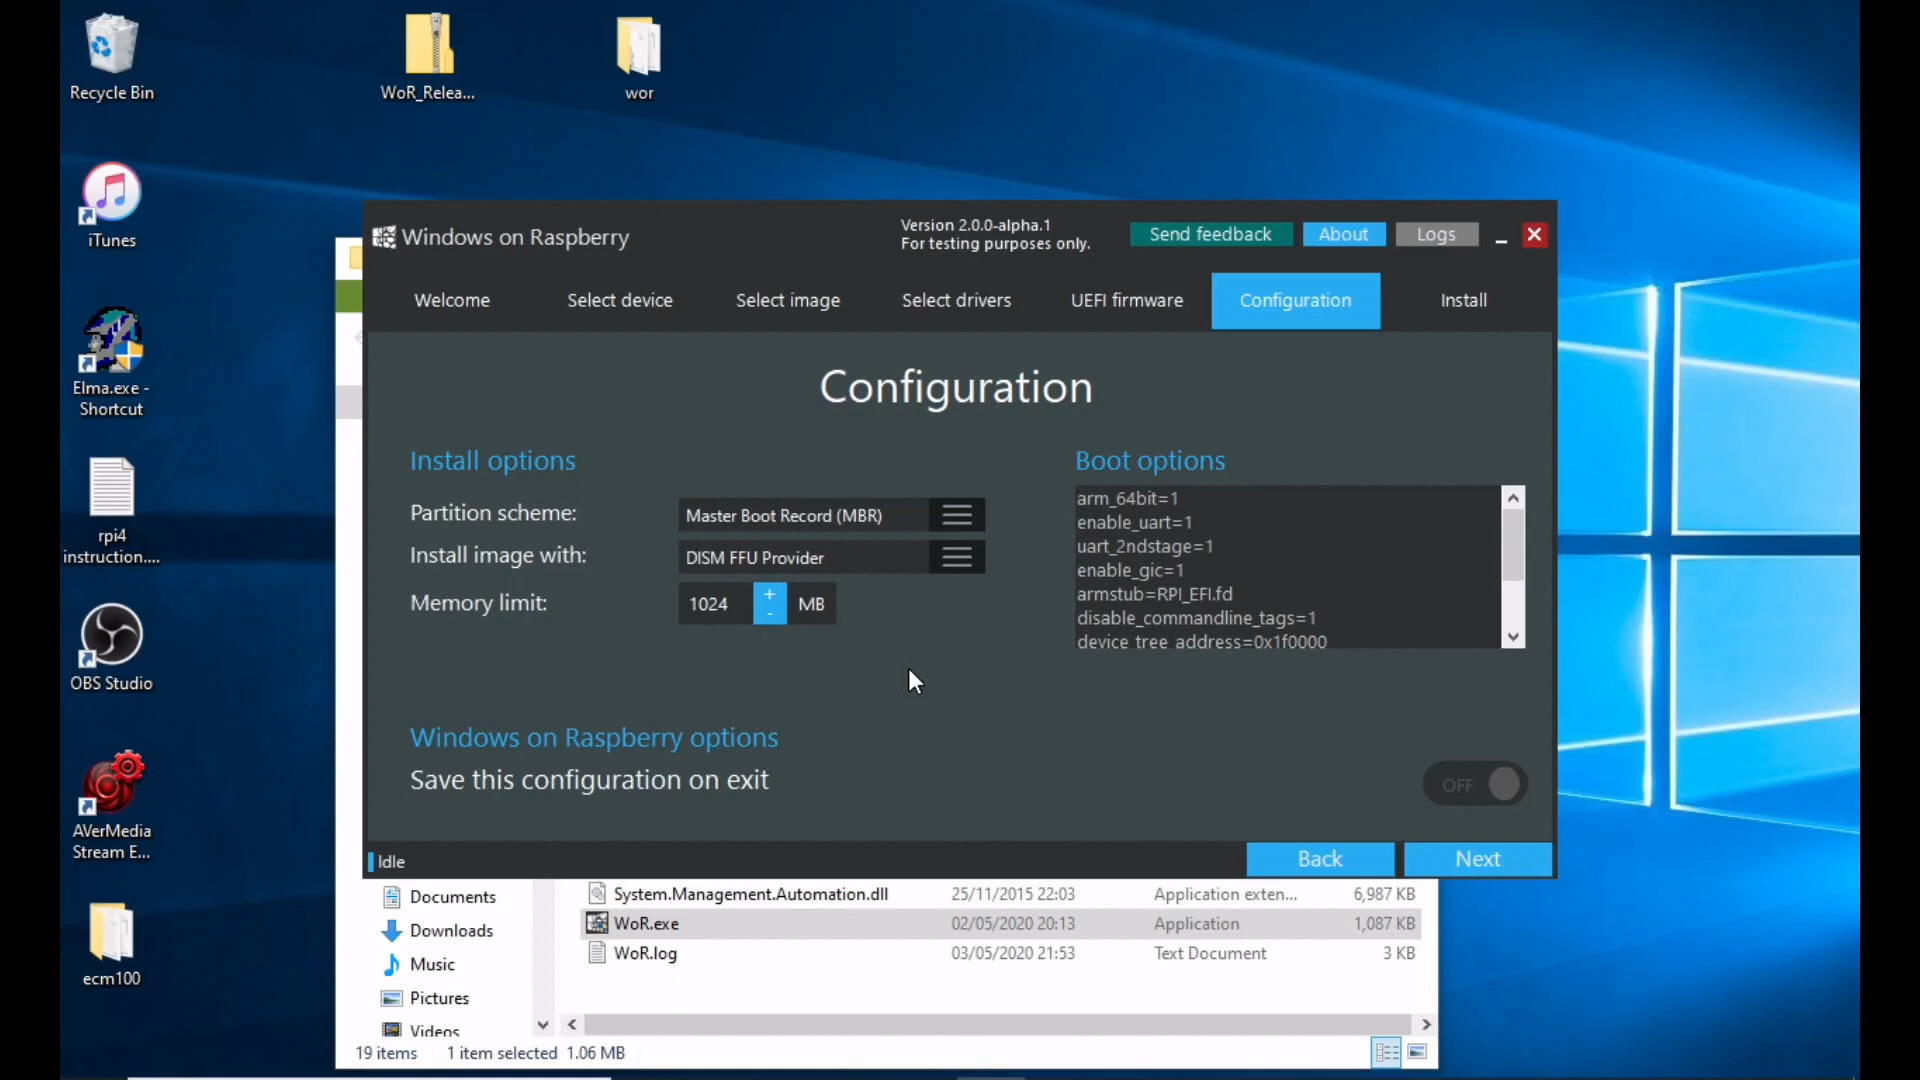 Recycle Bin
WoR_Relea...
wor
iTunes
Elma.exe -
Shortcut
rpi4
instruction....
OBS Studio
AVerMedia
Stream E...
ecm100
Windows on Raspberry
Version 2.0.0-alpha.1
For testing purposes only.
Send feedback
About
Logs
Welcome
Select device
Select image
Select drivers
UEFI firmware
Configuration
Install
Configuration
Install options
Partition scheme:
Master Boot Record (MBR)
Install image with:
DISM FFU Provider
Memory limit:
1024
+
-
MB
Boot options
arm_64bit=1
enable_uart=1
uart_2ndstage=1
enable_gic=1
armstub=RPI_EFI.fd
disable_commandline_tags=1
device_tree_address=0x1f0000
Windows on Raspberry options
Save this configuration on exit
OFF
Idle
Back
Next
Documents
Downloads
Music
Pictures
Videos
System.Management.Automation.dll 25/11/2015 22:03 Application exten... 6,987 KB
WoR.exe 02/05/2020 20:13 Application 1,087 KB
WoR.log 03/05/2020 21:53 Text Document 3 KB
19 items 1 item selected 1.06 MB